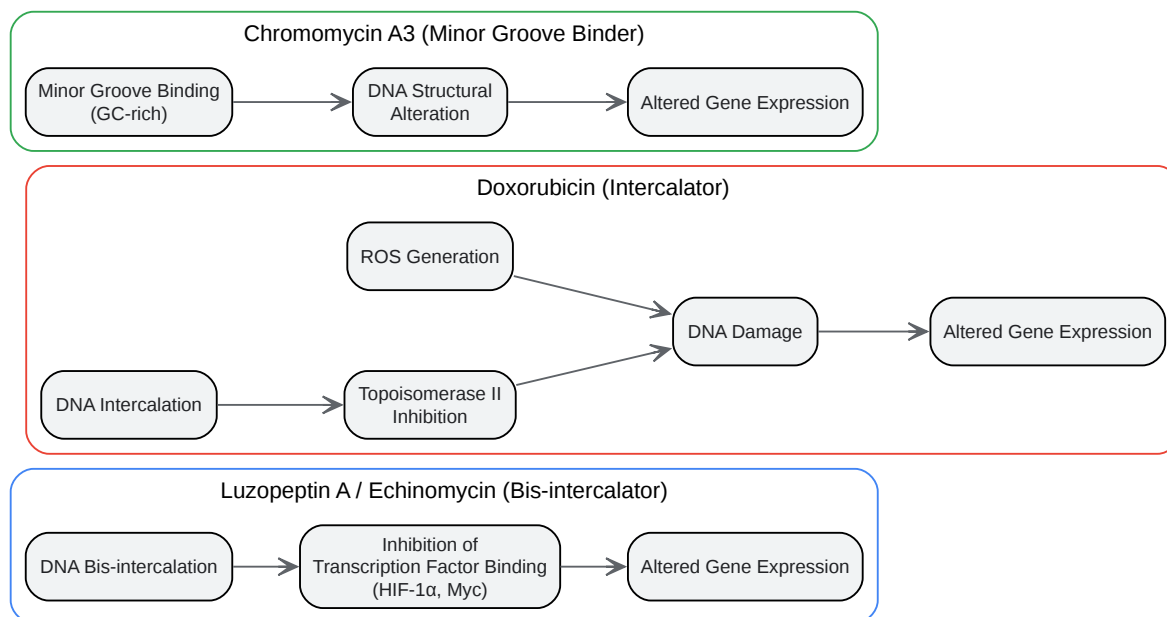 Chromomycin A3 (Minor Groove Binder)
Minor Groove Binding
(GC-rich)
DNA Structural
Alteration
Altered Gene Expression
Doxorubicin (Intercalator)
ROS Generation
DNA Damage
Altered Gene Expression
DNA Intercalation
Topoisomerase II
Inhibition
Luzopeptin A / Echinomycin (Bis-intercalator)
DNA Bis-intercalation
Inhibition of
Transcription Factor Binding
(HIF-1α, Myc)
Altered Gene Expression